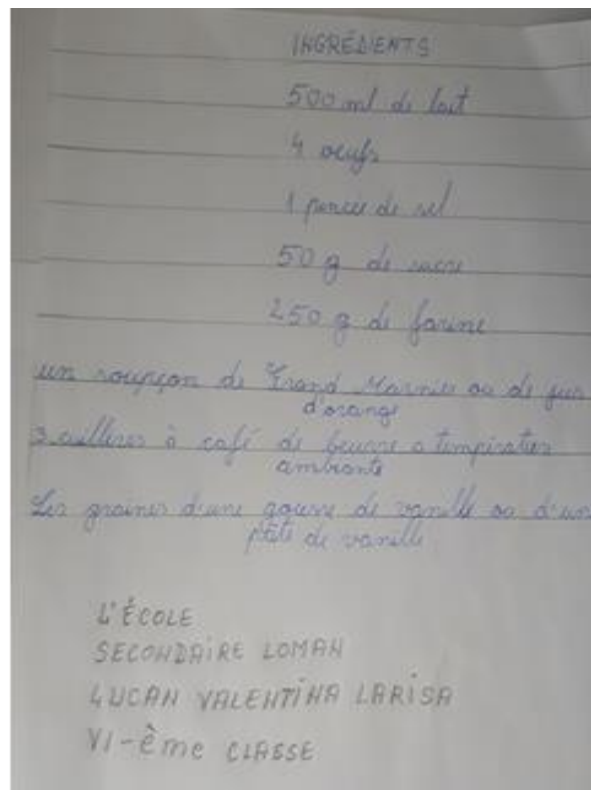 INGRÉDIENTS
500 ml de lait
4 oeufs
1 pincée de sel
50 g de sucre
250 g de farine
un soupçon de Grand Marnier ou de jus
d'orange
3 cuillères à café de beurre a température
ambiante
Les graines d'une gousse de vanille ou d'un
pâte de vanille.
L'ÉCOLE
SECONDAIRE LOMAN
LUCAN VALENTINA LARISA
VI-ème CLASSE